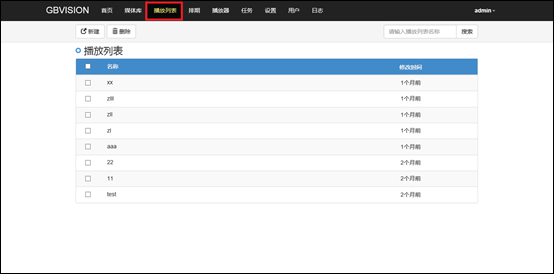 GBVISION 首页 媒体库 播放列表 排期 播放器 任务 设置 用户 日志 admin
新建 删除 请输入播放列表名称 搜索
播放列表
名称 修改时间
xx 1个月前
zlll 1个月前
zll 1个月前
zl 1个月前
aaa 1个月前
22 2个月前
11 2个月前
test 2个月前